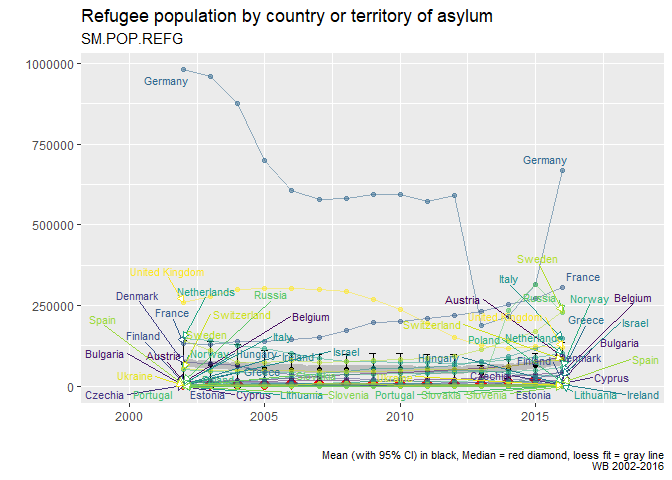 Refugee population by country or territory of asylum
SM.POP.REFG
1000000
750000
500000
250000
0
Germany
Germany
United Kingdom
Netherlands
Denmark
Russia
France
Spain
Switzerland
Belgium
Finland
Sweden
Italy
Bulgaria
Austria
Norway
Hungary
Iceland
Israel
Ukraine
Greece
Czechia
Portugal
Estonia
Cyprus
Lithuania
Slovenia
Sweden
Italy
France
Austria
Russia
Norway
Belgium
United Kingdom
Greece
Israel
Switzerland
Poland
Netherlands
Bulgaria
Hungary
Finland
Denmark
Spain
Czechia
Cyprus
Portugal
Slovakia
Slovenia
Estonia
Lithuania
Ireland
2000
2005
2010
2015
Mean (with 95% CI) in black, Median = red diamond, loess fit = gray line
WB 2002-2016